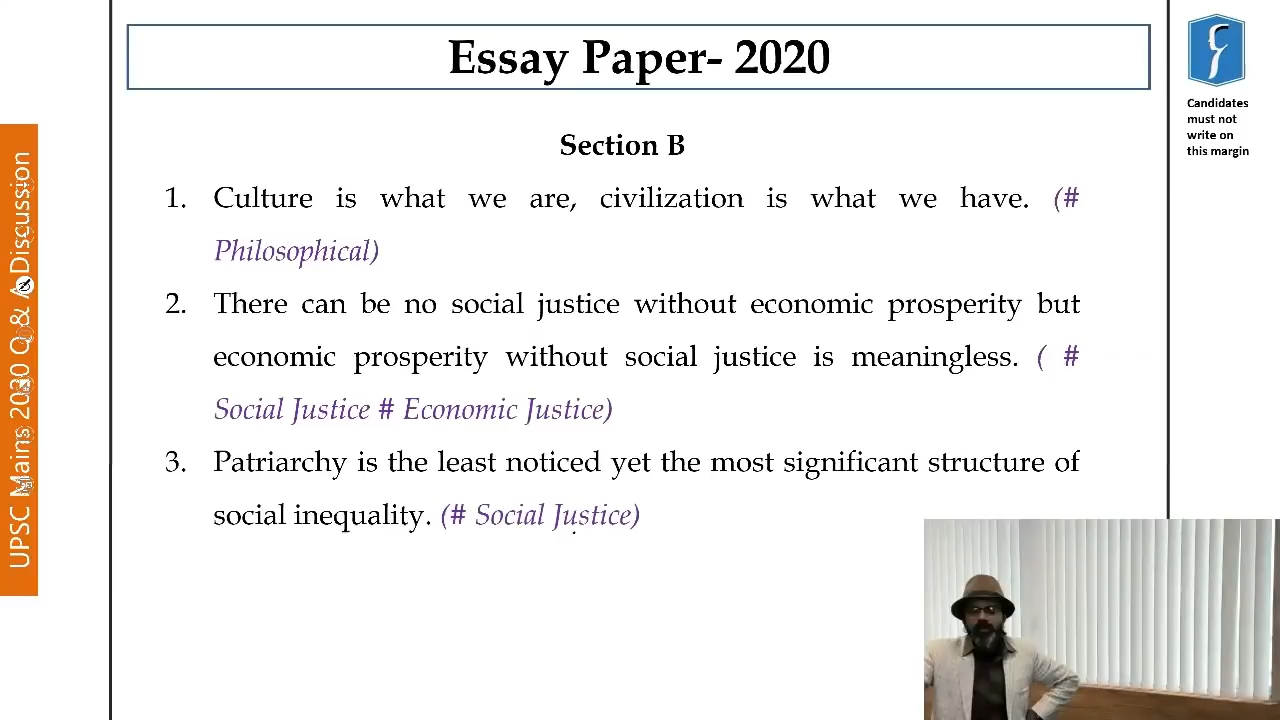 Essay Paper- 2020
Candidates
must not
write on
this margin
Section B
1. Culture is what we are, civilization is what we have. (#
Philosophical)
2. There can be no social justice without economic prosperity but
economic prosperity without social justice is meaningless. ( #
Social Justice # Economic Justice)
3. Patriarchy is the least noticed yet the most significant structure of
social inequality. (# Social Justice)
UPSC Mains 2020 Q & A Discussion